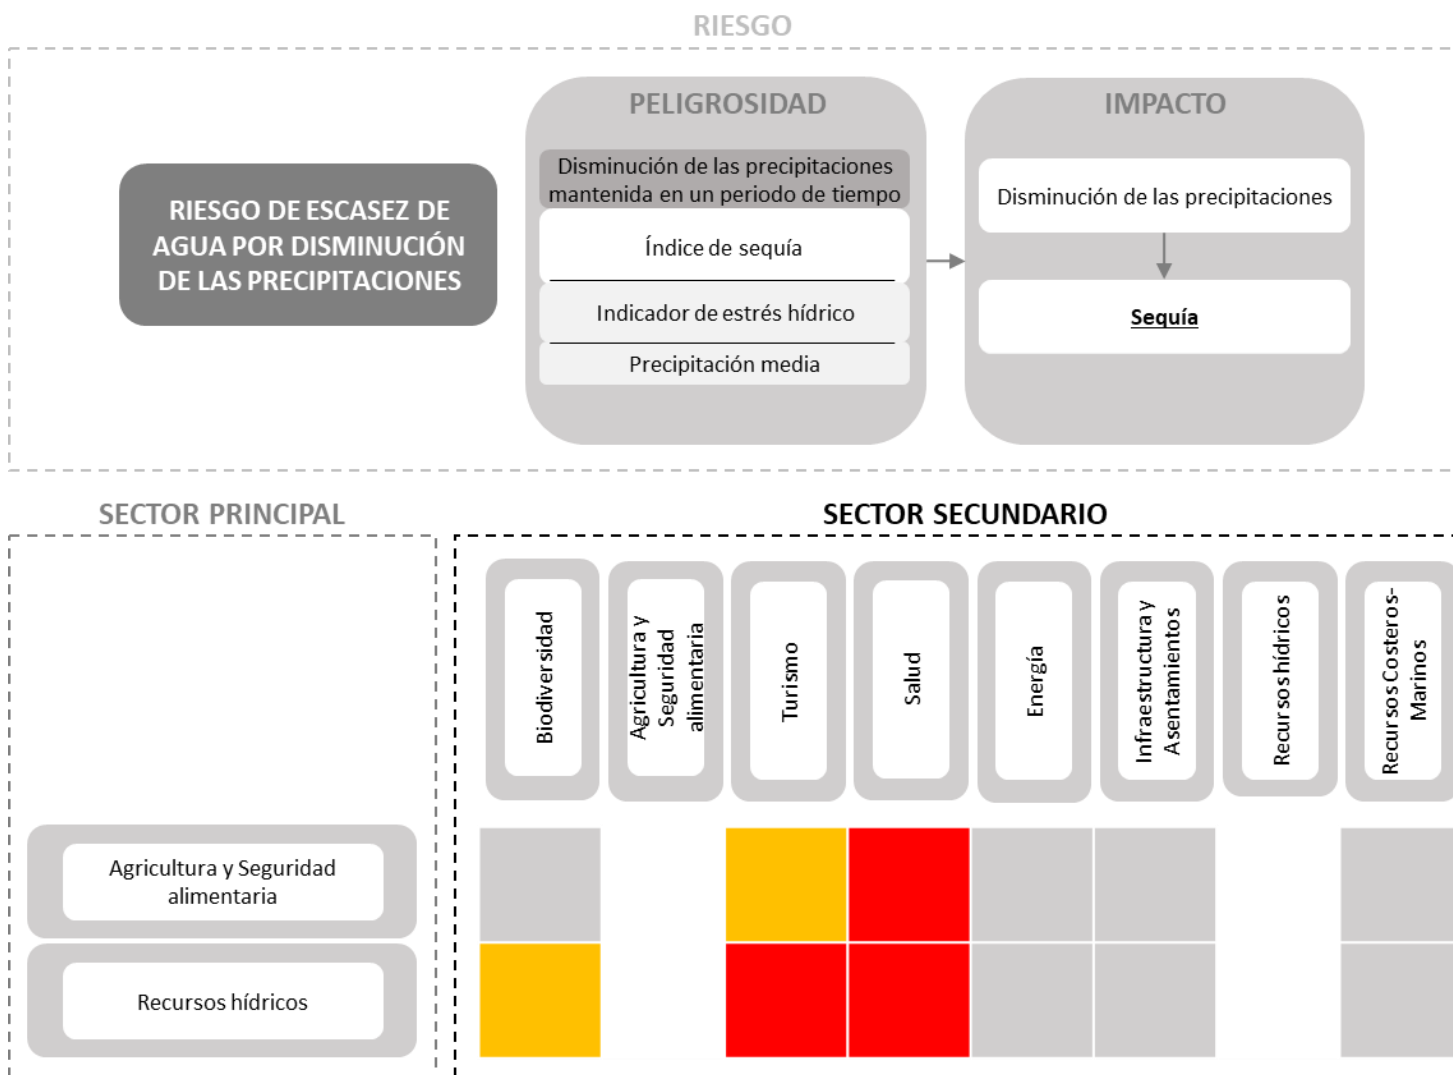 RIESGO
RIESGO DE ESCASEZ DE
AGUA POR DISMINUCIÓN
DE LAS PRECIPITACIONES
PELIGROSIDAD
Disminución de las precipitaciones
mantenida en un periodo de tiempo
Índice de sequía
Indicador de estrés hídrico
Precipitación media
IMPACTO
Disminución de las precipitaciones
Sequía
SECTOR PRINCIPAL
SECTOR SECUNDARIO
Biodiversidad
Agricultura y
Seguridad
alimentaria
Turismo
Salud
Energía
Infraestructura y
Asentamientos
Recursos hídricos
Recursos Costeros-
Marinos
Agricultura y Seguridad
alimentaria
Recursos hídricos